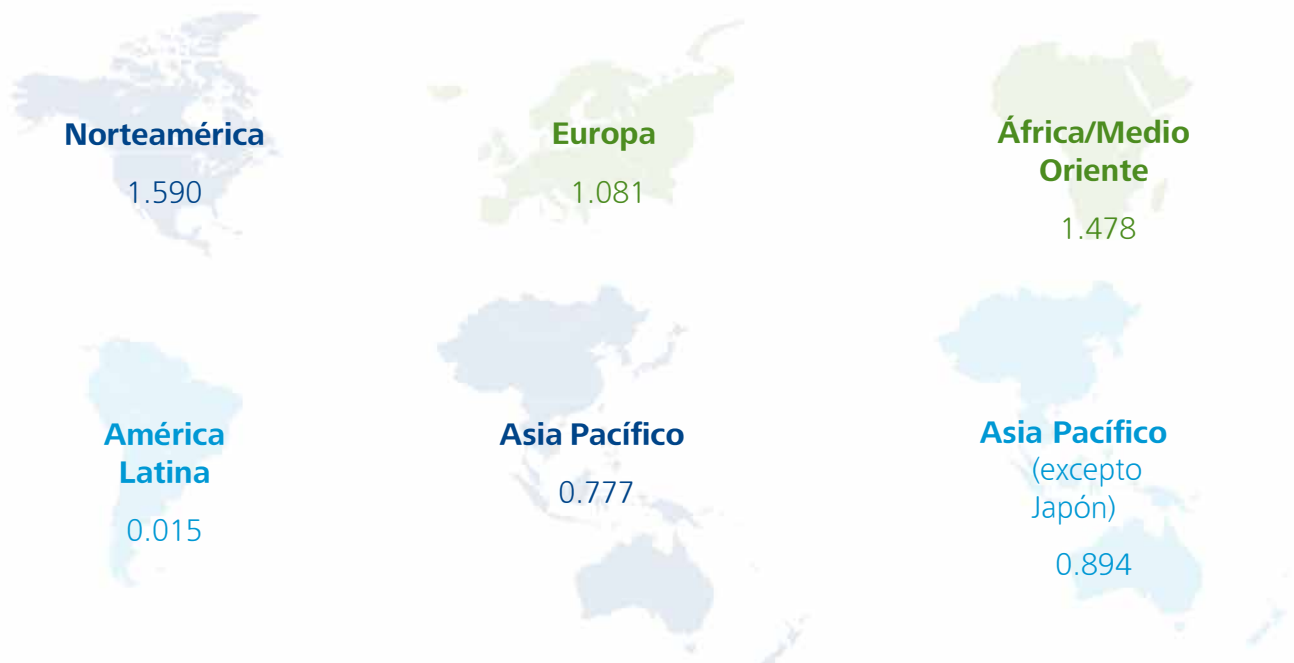 Norteamérica
1.590
Europa
1.081
África/Medio
Oriente
1.478
América
Latina
0.015
Asia Pacífico
0.777
Asia Pacífico
(excepto
Japón)
0.894